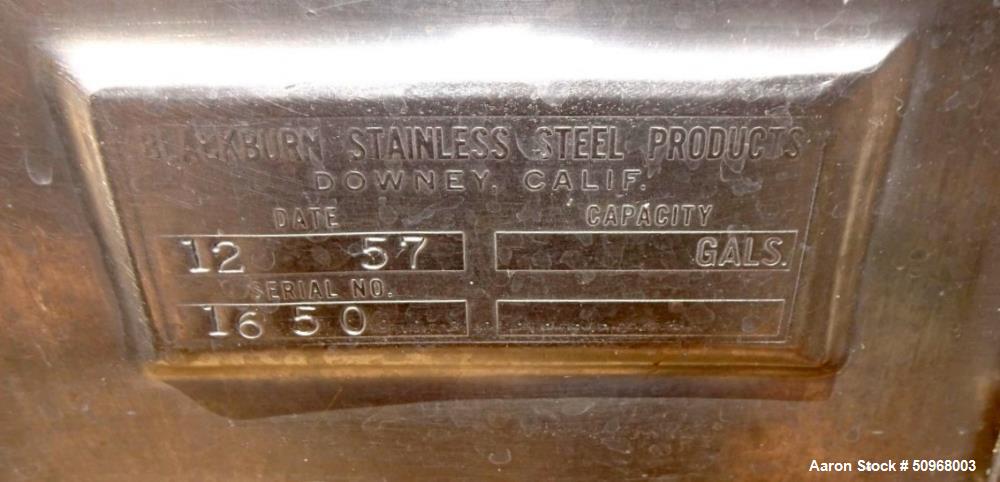 BLACKBURN STAINLESS STEEL PRODUCTS
DOWNEY, CALIF.
DATE CAPACITY
12 57 GALS.
SERIAL NO.
1650
Aaron Stock # 50968003